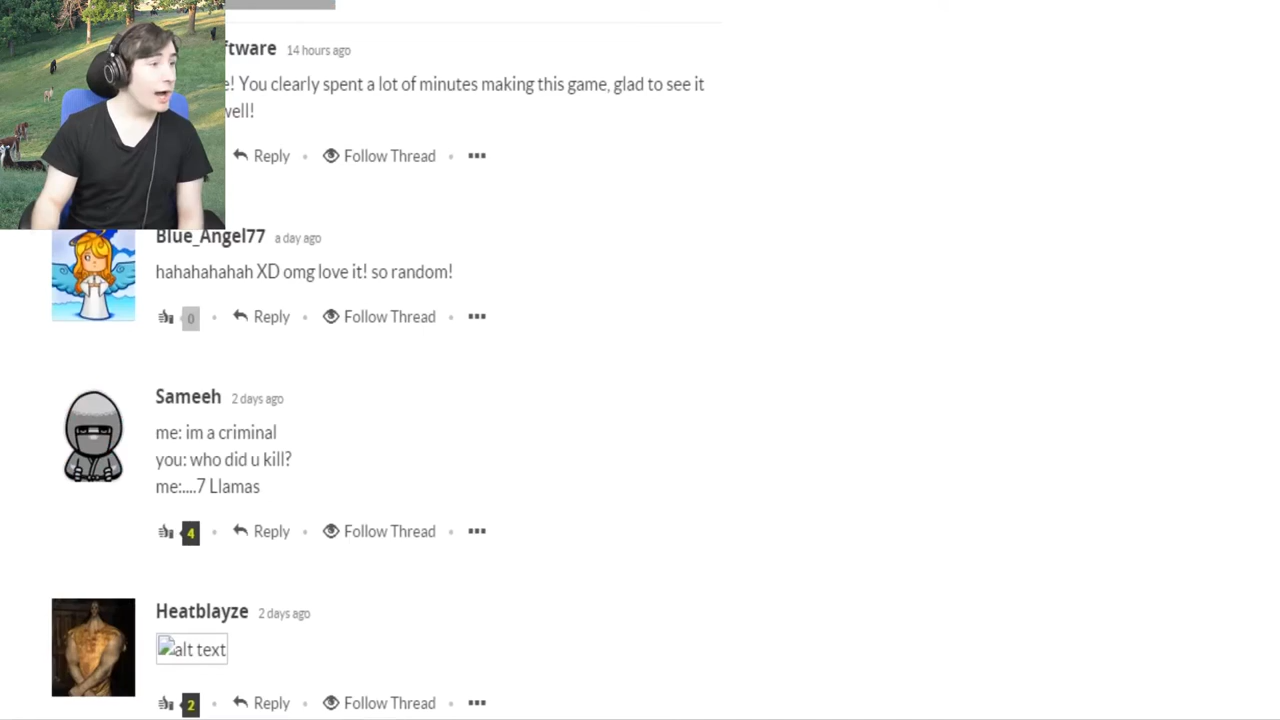 ftware 14 hours ago
e! You clearly spent a lot of minutes making this game, glad to see it
well!
Reply • Follow Thread • •••
Blue_Angel77 a day ago
hahahahahah XD omg love it! so random!
0 • Reply • Follow Thread • •••
Sameeh 2 days ago
me: im a criminal
you: who did u kill?
me:....7 Llamas
4 • Reply • Follow Thread • •••
Heatblayze 2 days ago
alt text
2 • Reply • Follow Thread • •••